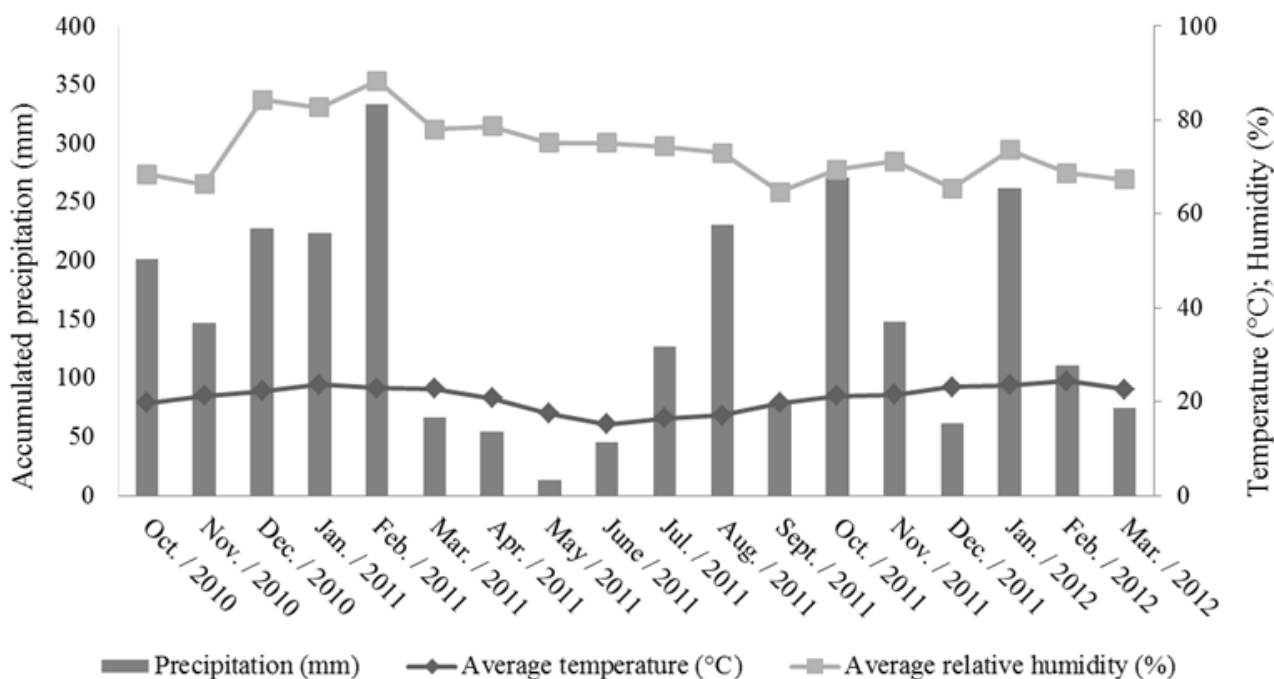 Accumulated precipitation (mm)
400
350
300
250
200
150
100
50
0
100
80
60
40
20
0
Temperature (°C); Humidity (%)
Oct. / 2010
Nov. / 2010
Dec. / 2010
Jan. / 2011
Feb. / 2011
Mar. / 2011
Apr. / 2011
May / 2011
June / 2011
Jul. / 2011
Aug. / 2011
Sept. / 2011
Oct. / 2011
Nov. / 2011
Dec. / 2011
Jan. / 2012
Feb. / 2012
Mar. / 2012
Precipitation (mm) Average temperature (°C) Average relative humidity (%)